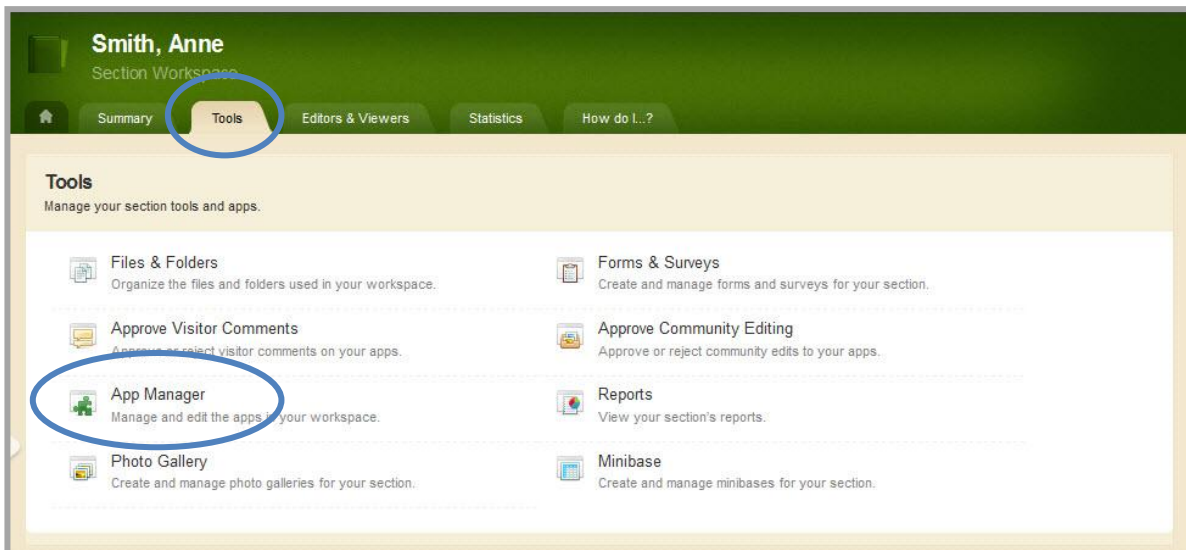 Smith, Anne
Section Workspace
Summary
Tools
Editors & Viewers
Statistics
How do I...?
Tools
Manage your section tools and apps.
Files & Folders
Organize the files and folders used in your workspace.
Forms & Surveys
Create and manage forms and surveys for your section.
Approve Visitor Comments
Approve or reject visitor comments on your apps.
Approve Community Editing
Approve or reject community edits to your apps.
App Manager
Manage and edit the apps in your workspace.
Reports
View your section's reports.
Photo Gallery
Create and manage photo galleries for your section.
Minibase
Create and manage minibases for your section.